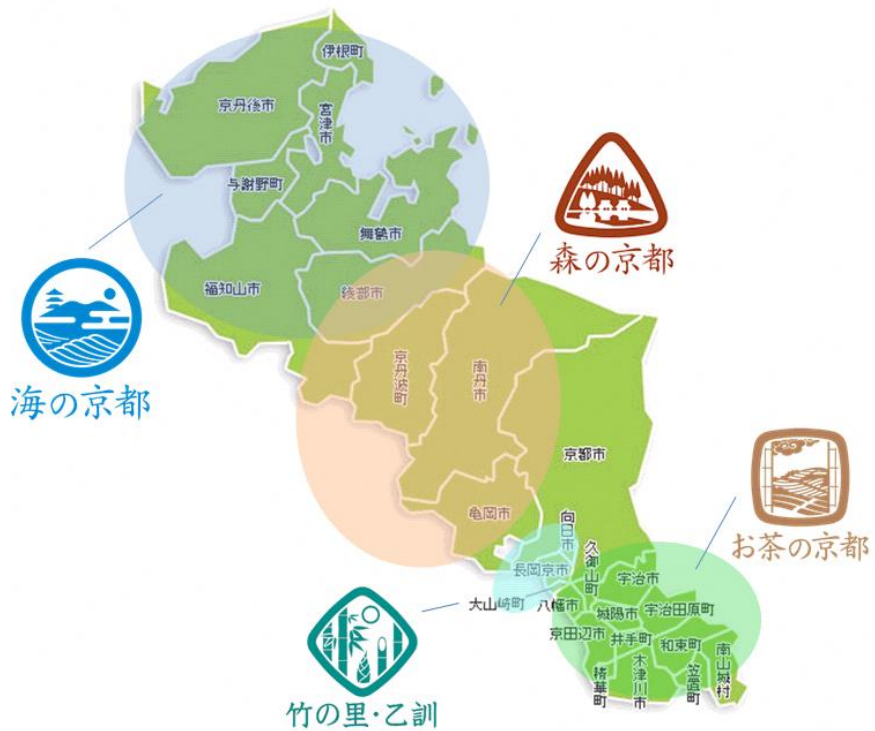 伊根町
京丹後市
宮津市
与謝野町
舞鶴市
福知山市
綾部市
森の京都
海の京都
京丹波町
南丹市
京都市
亀岡市
向日市
お茶の京都
長岡京市
久御山町
宇治市
大山崎町
八幡市
城陽市
宇治田原町
京田辺市
井手町
和束町
精華町
木津川市
笠置町
南山城村
竹の里・乙訓